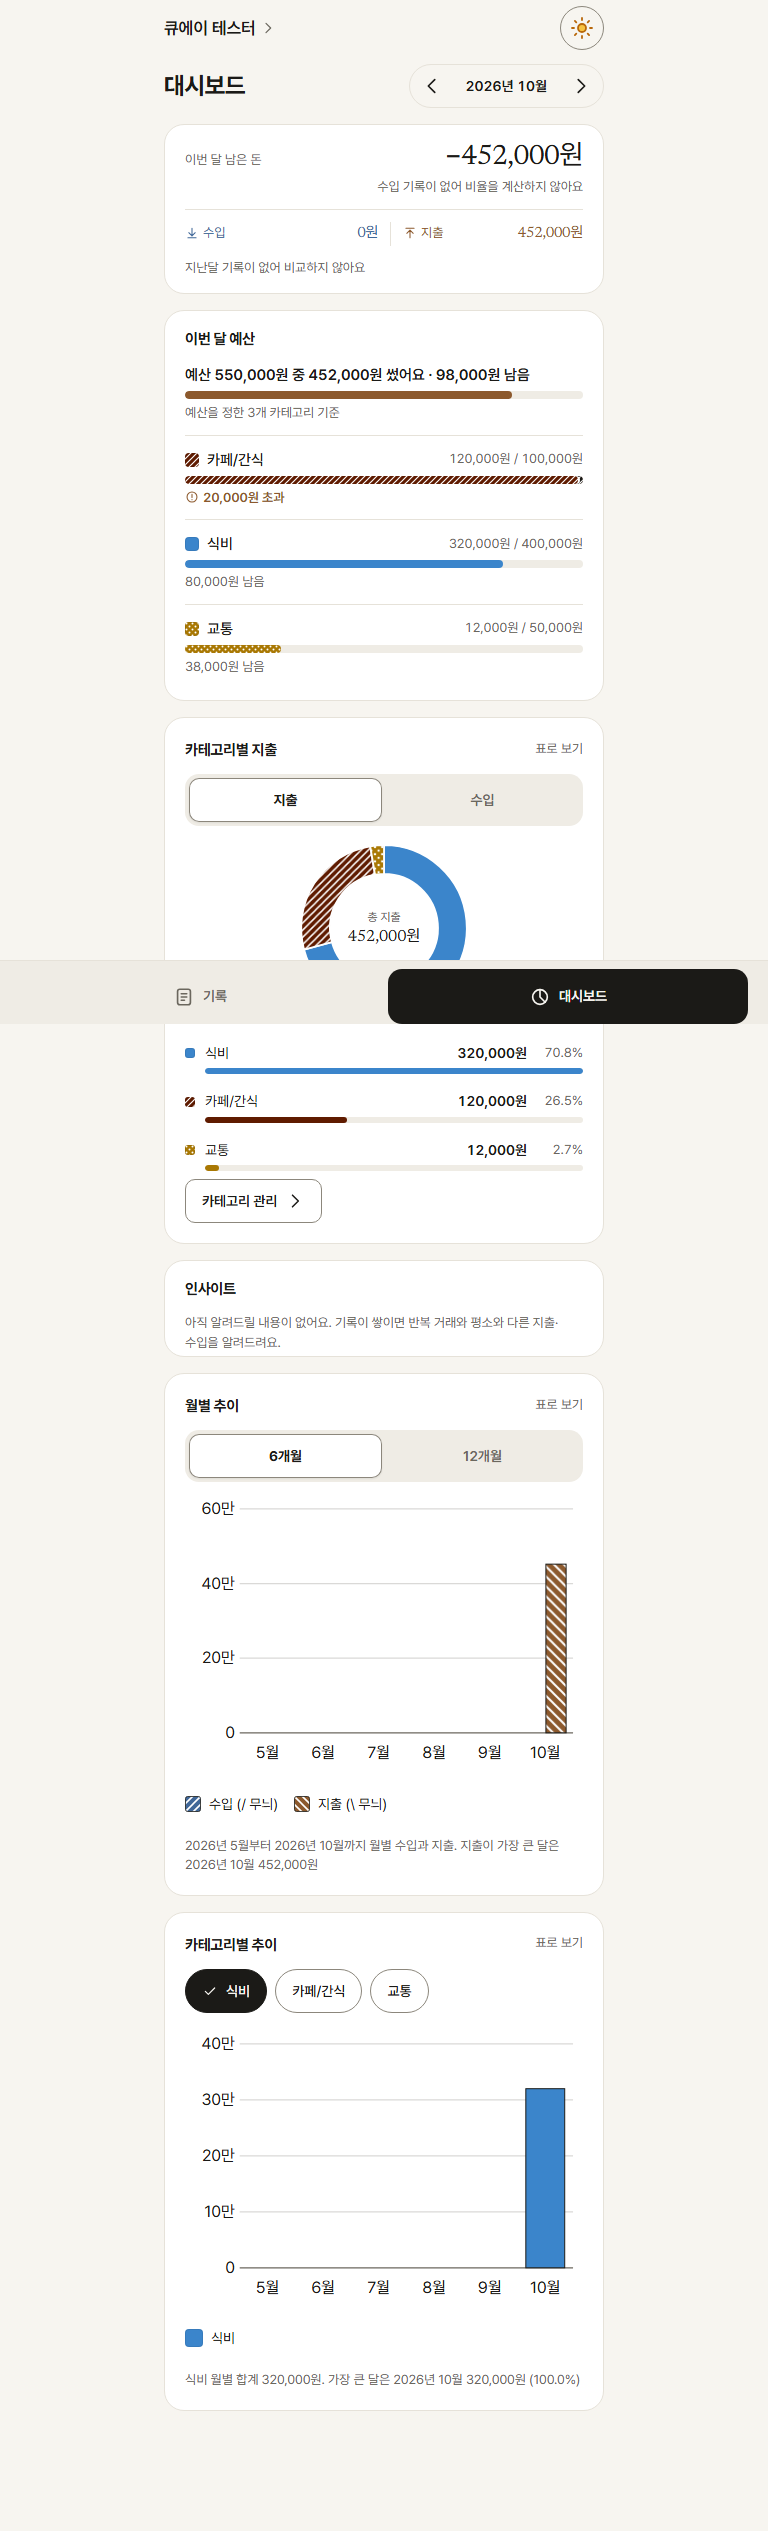 큐에이 테스터
대시보드
2026년 10월
이번 달 남은 돈
−452,000원
수입 기록이 없어 비율을 계산하지 않아요
수입 0원
지출 452,000원
지난달 기록이 없어 비교하지 않아요
이번 달 예산
예산 550,000원 중 452,000원 썼어요 · 98,000원 남음
예산을 정한 3개 카테고리 기준
카페/간식 120,000원 / 100,000원
20,000원 초과
식비 320,000원 / 400,000원
80,000원 남음
교통 12,000원 / 50,000원
38,000원 남음
카테고리별 지출 표로 보기
지출 수입
총 지출
452,000원
기록 대시보드
식비 320,000원 70.8%
카페/간식 120,000원 26.5%
교통 12,000원 2.7%
카테고리 관리
인사이트
아직 알려드릴 내용이 없어요. 기록이 쌓이면 반복 거래와 평소와 다른 지출·
수입을 알려드려요.
월별 추이 표로 보기
6개월 12개월
60만
40만
20만
0
5월 6월 7월 8월 9월 10월
수입 (/ 무늬) 지출 (\ 무늬)
2026년 5월부터 2026년 10월까지 월별 수입과 지출. 지출이 가장 큰 달은
2026년 10월 452,000원
카테고리별 추이 표로 보기
식비 카페/간식 교통
40만
30만
20만
10만
0
5월 6월 7월 8월 9월 10월
식비
식비 월별 합계 320,000원. 가장 큰 달은 2026년 10월 320,000원 (100.0%)